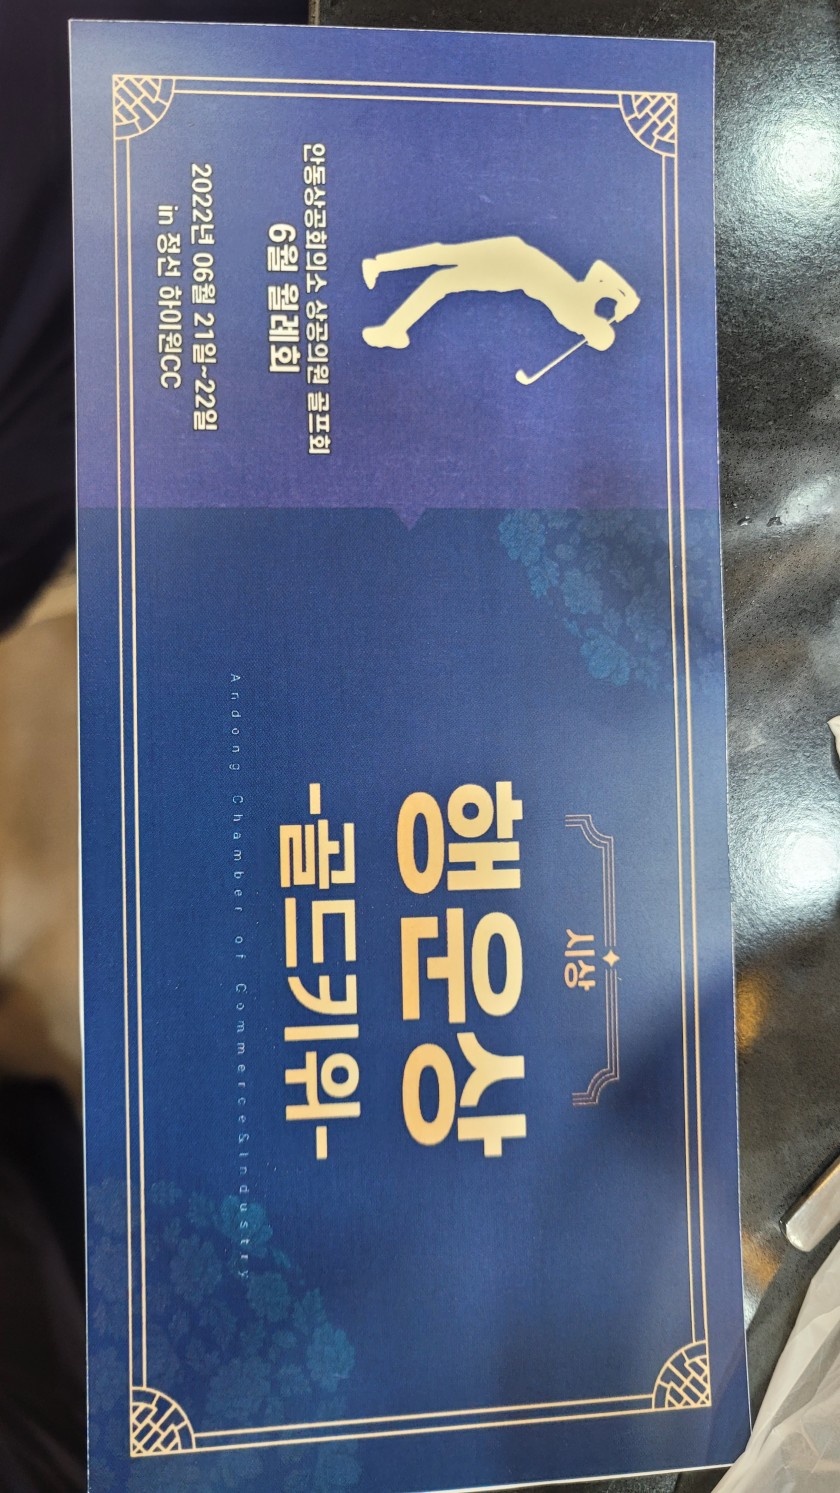 안동상공회의소 상공의원 골프회
6월 월례회
2022년 06월 21일~22일
in 정선 하이원CC
시상
행운상
-골드키위-
Andong Chamber of Commerce&Industry